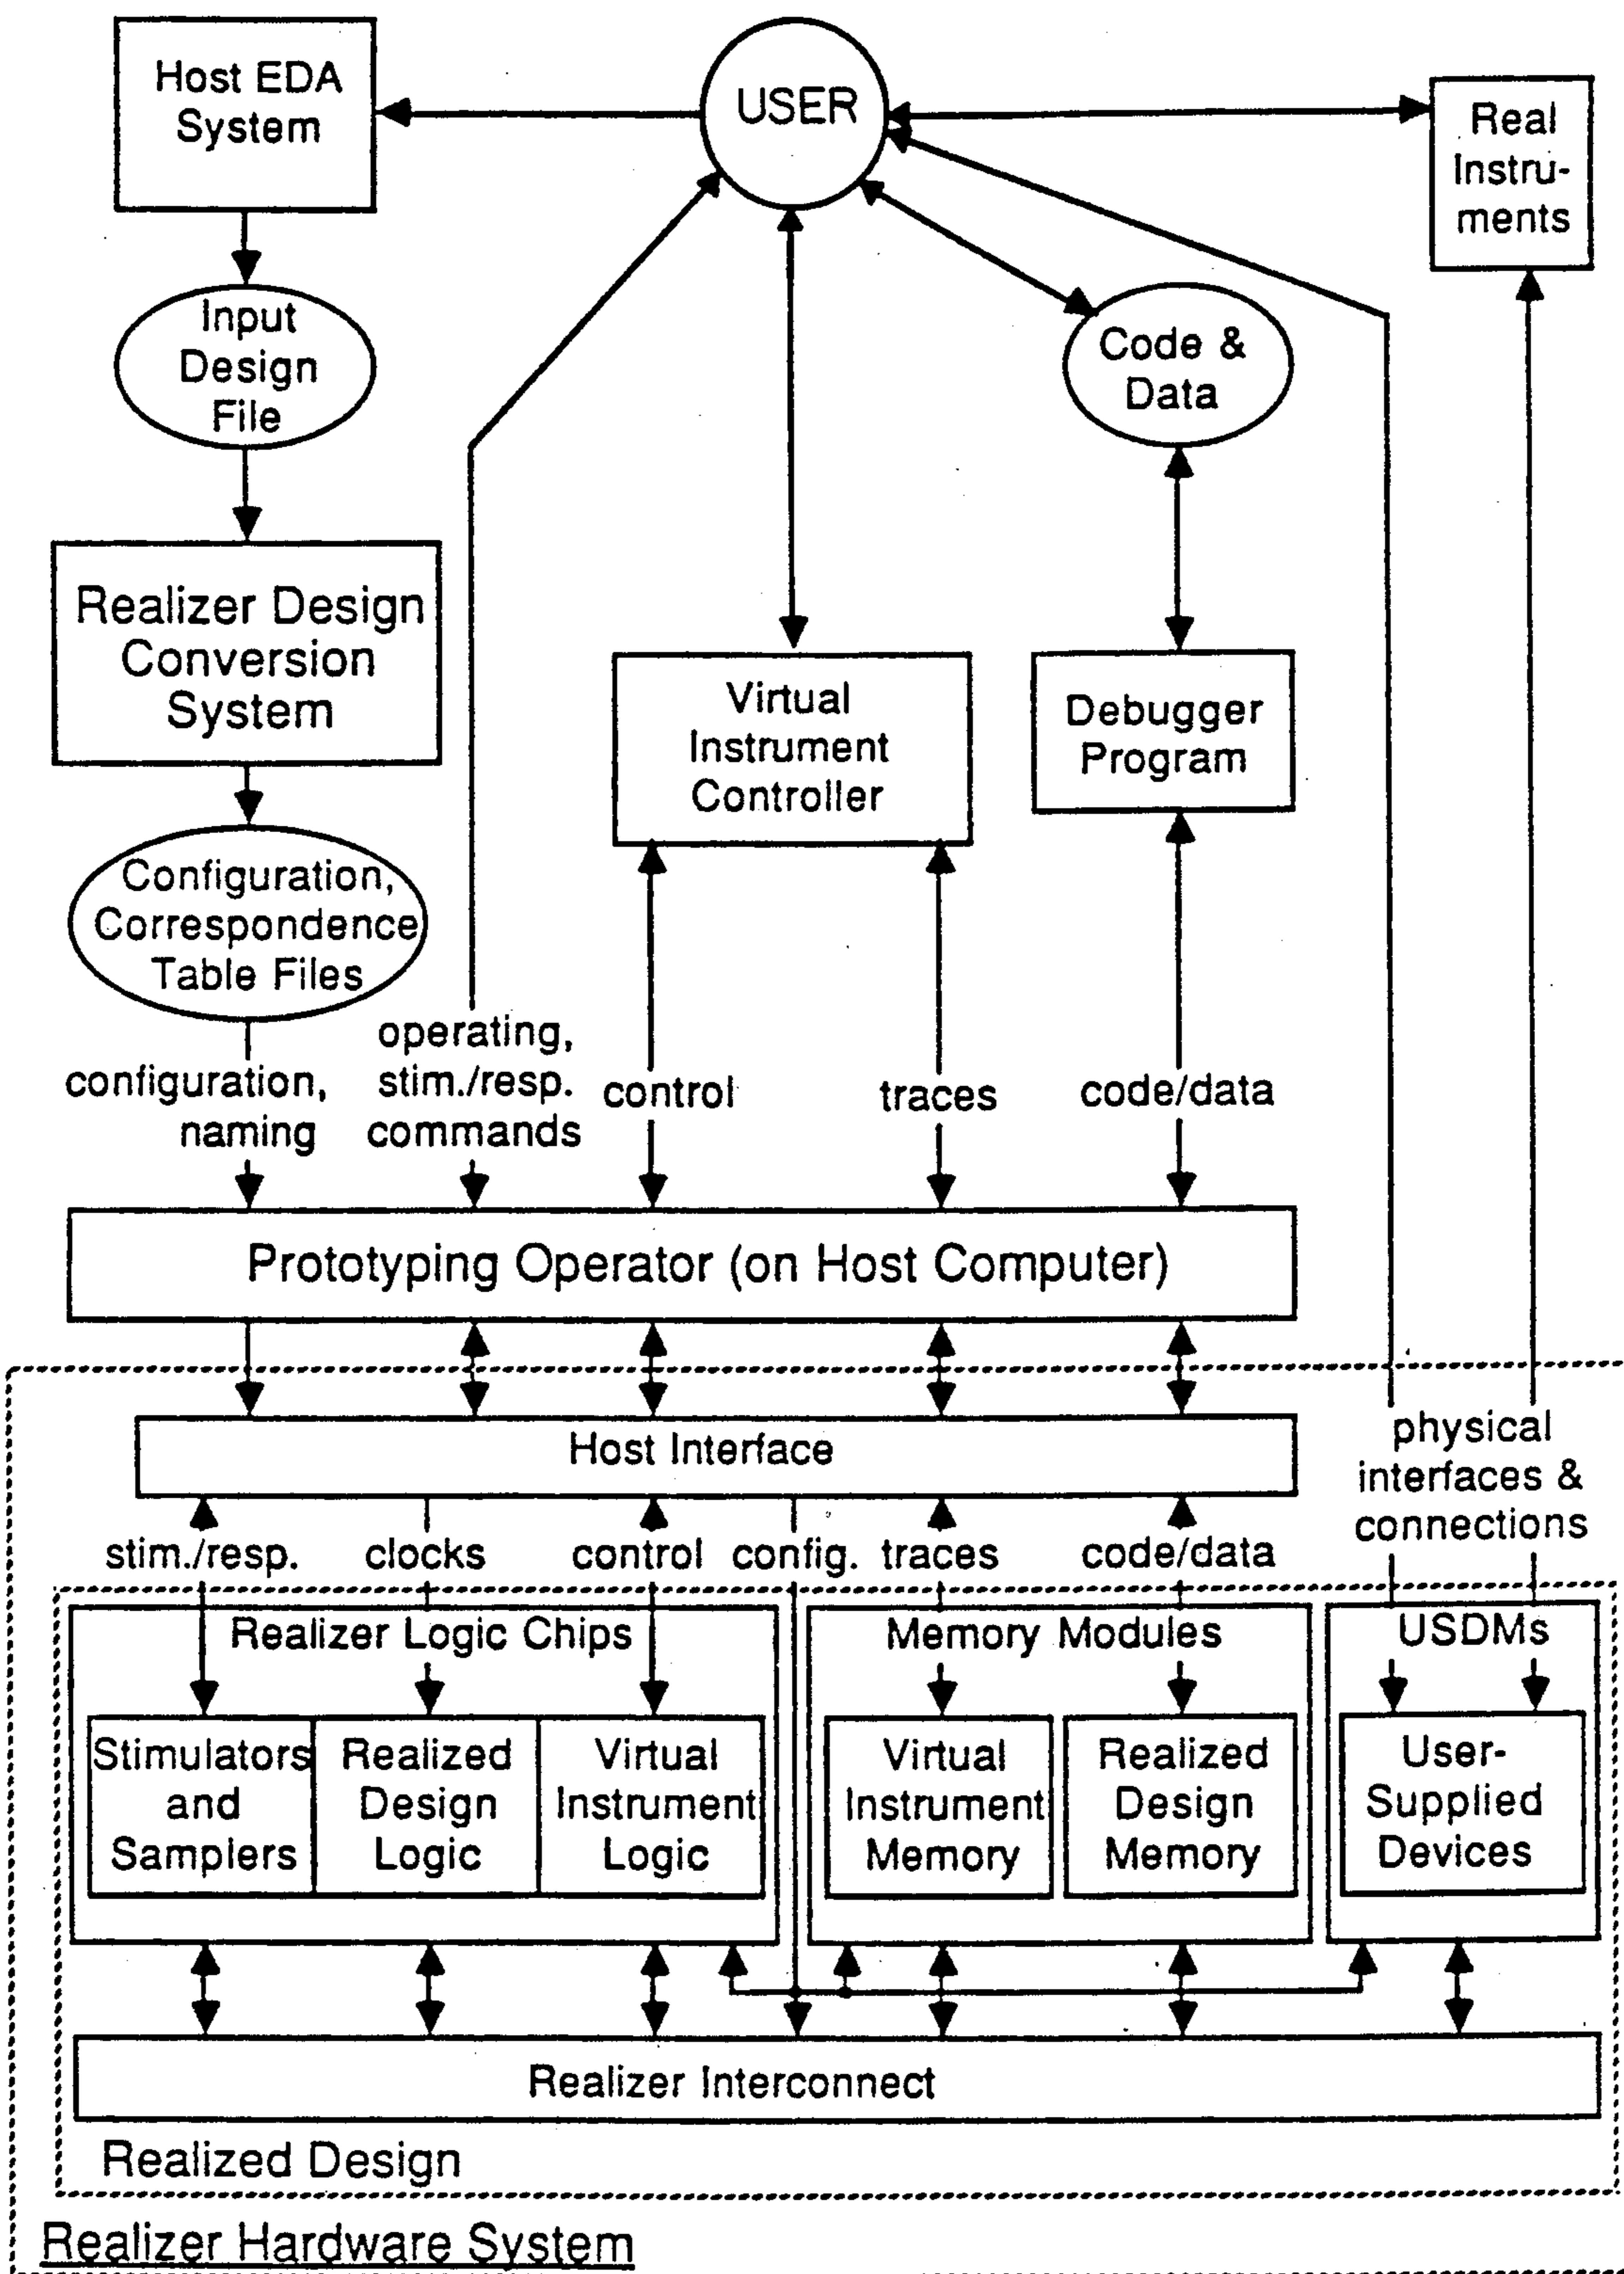 Host EDA
System
USER
Real
Instru-
ments
Input
Design
File
Code &
Data
Realizer Design
Conversion
System
Virtual
Instrument
Controller
Debugger
Program
Configuration,
Correspondence
Table Files
configuration,
naming
operating,
stim./resp.
commands
control
traces
code/data
Prototyping Operator (on Host Computer)
Host Interface
physical
interfaces &
connections
stim./resp.
clocks
control
config.
traces
code/data
Realizer Logic Chips
Memory Modules
USDMs
Stimulators
and
Samplers
Realized
Design
Logic
Virtual
Instrument
Logic
Virtual
Instrument
Memory
Realized
Design
Memory
User-
Supplied
Devices
Realizer Interconnect
Realized Design
Realizer Hardware System